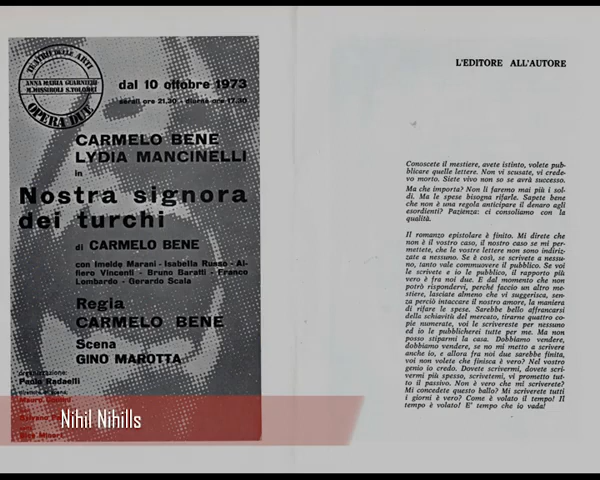 TEATRO DELLE ARTI
ANNA MARIA GUARNIERI
M. MISSIROLI S. TOLOMEI
OPERA DUE
dal 10 ottobre 1973
serali ore 21,30 - diurna ore 17,30
CARMELO BENE
LYDIA MANCINELLI
in
Nostra signora
dei turchi
di CARMELO BENE
con Imelde Marani - Isabella Russo - Al-
fiero Vincenti - Bruno Baratti - Franco
Lombardo - Gerardo Scala
Regia
CARMELO BENE
Scena
GINO MAROTTA
organizzazione:
Paolo Radaelli
Mauro
Nihil Nihills
L'EDITORE ALL'AUTORE
Conoscete il mestiere, avete istinto, volete pub-
blicare quelle lettere. Non vi scusate, vi crede-
vo morto. Siete vivo non so se avrà successo.
Ma che importa? Non li faremo mai più i sol-
di. Ma le spese bisogna rifarle. Sapete bene
che non è una regola anticipare il denaro agli
esordienti? Pazienza: ci consoliamo con la
qualità.
Il romanzo epistolare è finito. Mi direte che
non è il vostro caso, il nostro caso se mi per-
mettete, che le vostre lettere non sono indiriz-
zate a nessuno. Se è così, se scrivete a nessu-
no, tanto vale commuovere il pubblico. Se voi
le scrivete e io le pubblico, il rapporto più
vero è fra noi due. E dal momento che non
potrò rispondervi, perché faccio un altro me-
stiere, lasciate almeno che vi suggerisca, sen-
za perciò intaccare il nostro amore, la maniera
di rifare le spese. Sarebbe bello affrancarsi
della schiavitù del mercato, tirarne quattro co-
pie numerate, voi le scrivereste per nessuno
ed io le pubblicherei tutte per me. Ma non
posso stiparmi la casa. Dobbiamo vendere,
dobbiamo vendere, se no mi metto a scrivere
anche io, e allora fra noi due sarebbe finita,
voi non volete che finisca è vero? Nel vostro
genio io credo. Dovete scrivermi, dovete scri-
vermi più spesso, scrivetemi, vi prometto tut-
to il passivo. Non è vero che mi scriverete?
Mi concedete questo ballo? Mi scriverete tutti
i giorni è vero? Come è volato il tempo! Il
tempo è volato! E' tempo che io vada!